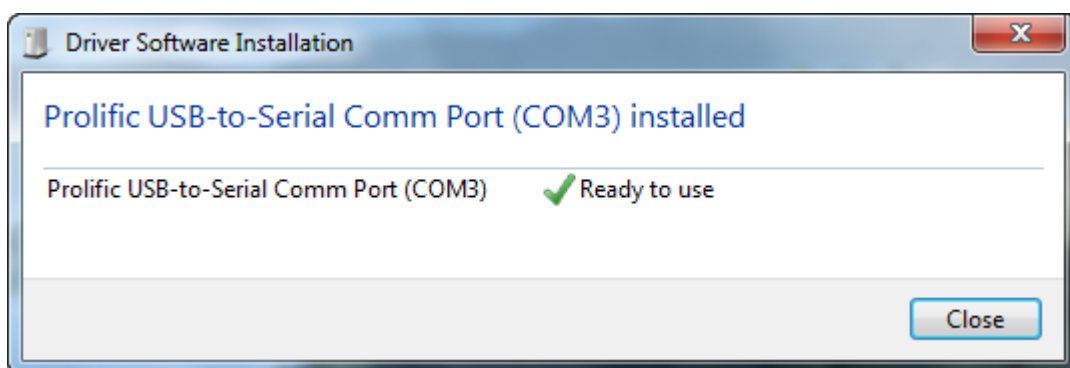 Driver Software Installation
Prolific USB-to-Serial Comm Port (COM3) installed
Prolific USB-to-Serial Comm Port (COM3) Ready to use
Close